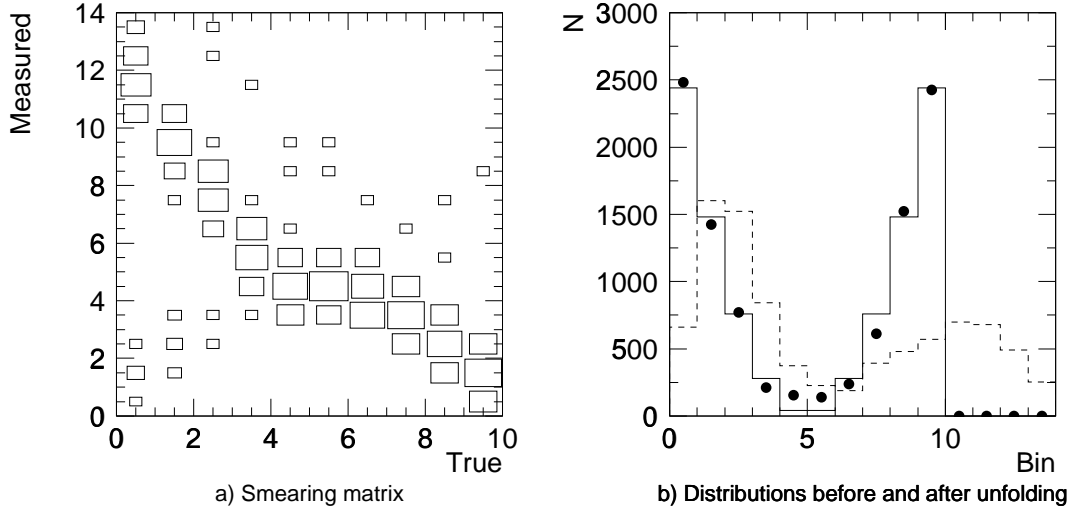 Measured
14
12
10
8
6
4
2
0
0 2 4 6 8 10
True
a) Smearing matrix
N
3000
2500
2000
1500
1000
500
0
0 5 10
Bin
b) Distributions before and after unfolding